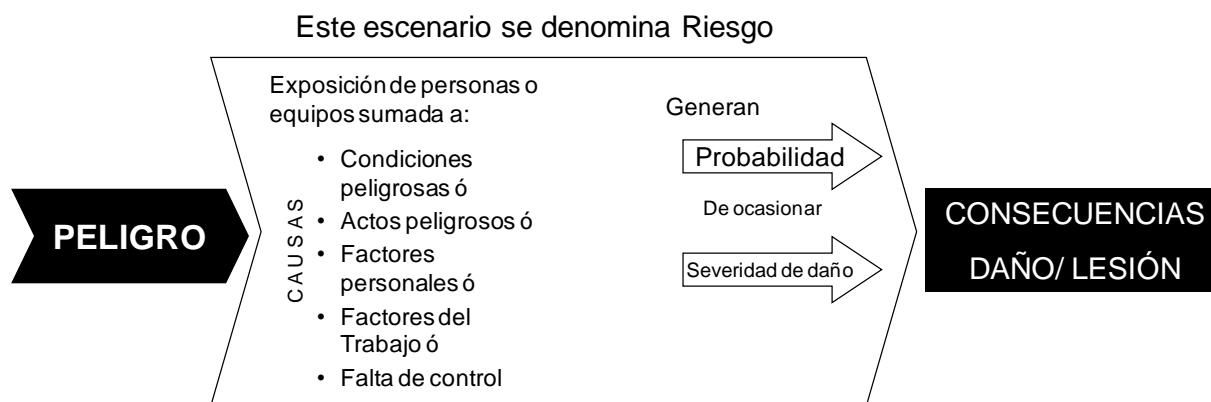 Este escenario se denomina Riesgo
PELIGRO
CAUSAS
Exposición de personas o
equipos sumada a:
• Condiciones
peligrosas ó
• Actos peligrosos ó
• Factores
personales ó
• Factores del
Trabajo ó
• Falta de control
Generan
Probabilidad
De ocasionar
Severidad de daño
CONSECUENCIAS
DAÑO/ LESIÓN